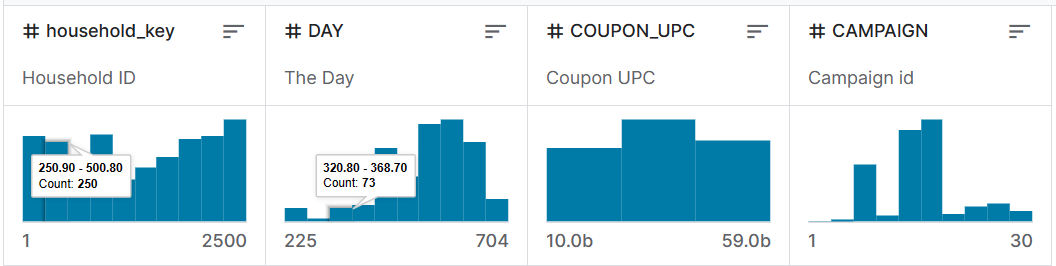 # household_key
# DAY
# COUPON_UPC
# CAMPAIGN
Household ID
The Day
Coupon UPC
Campaign id
250.90 - 500.80
Count: 250
320.80 - 368.70
Count: 73
1 2500
225 704
10.0b 59.0b
1 30